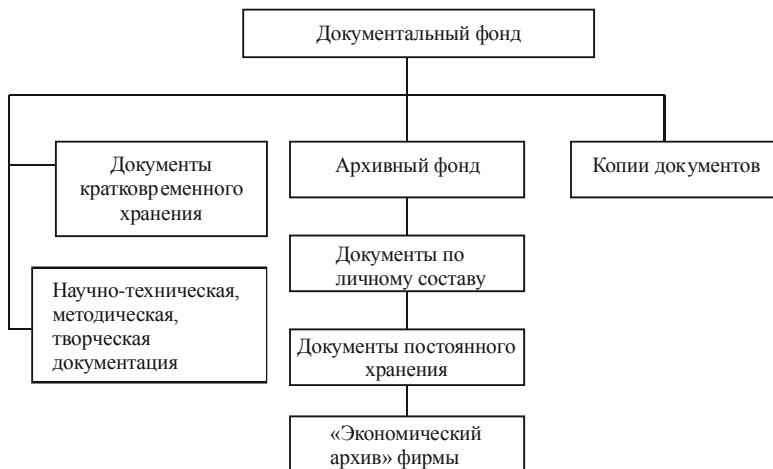 Документальный фонд
Документы
кратковременного
хранения
Архивный фонд
Копии документов
Документы по
личному составу
Научно-техническая,
методическая,
творческая
документация
Документы постоянного
хранения
«Экономический
архив» фирмы